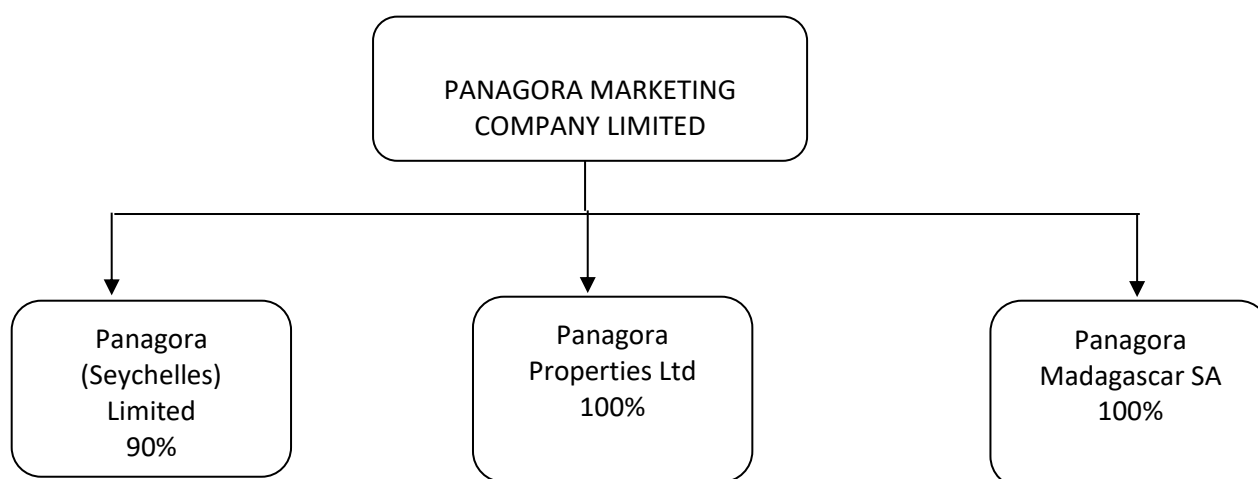 PANAGORA MARKETING
COMPANY LIMITED
Panagora
(Seychelles)
Limited
90%
Panagora
Properties Ltd
100%
Panagora
Madagascar SA
100%